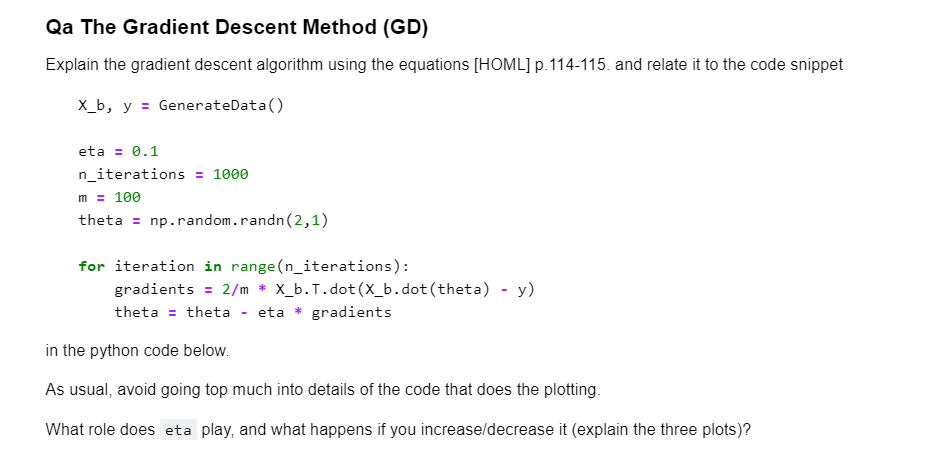 Qa The Gradient Descent Method (GD)
Explain the gradient descent algorithm using the equations [HOML] p.114-115. and relate it to the code snippet
X_b, y = GenerateData()
eta = 0.1
n_iterations = 1000
m = 100
theta = np.random.randn(2,1)
for iteration in range(n_iterations):
    gradients = 2/m * X_b.T.dot(X_b.dot(theta) - y)
    theta = theta - eta * gradients
in the python code below.
As usual, avoid going top much into details of the code that does the plotting.
What role does eta play, and what happens if you increase/decrease it (explain the three plots)?